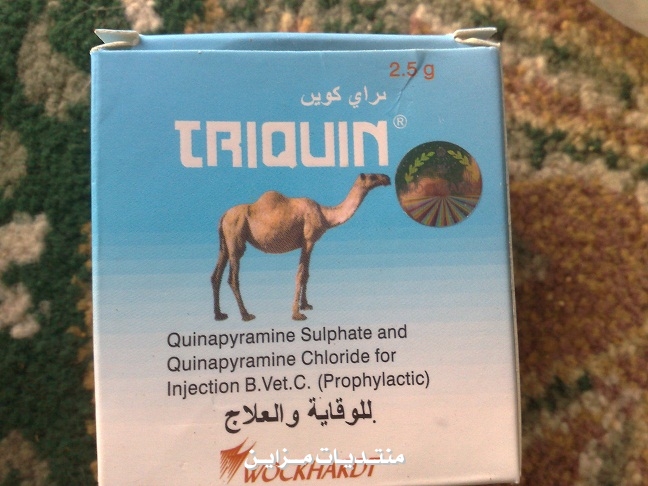 2.5 g
تراي كوين
TRIQUIN®
Quinapyramine Sulphate and
Quinapyramine Chloride for
Injection B.Vet.C. (Prophylactic)
للوقاية والعلاج
منتديات مزاين
WOCKHARDT